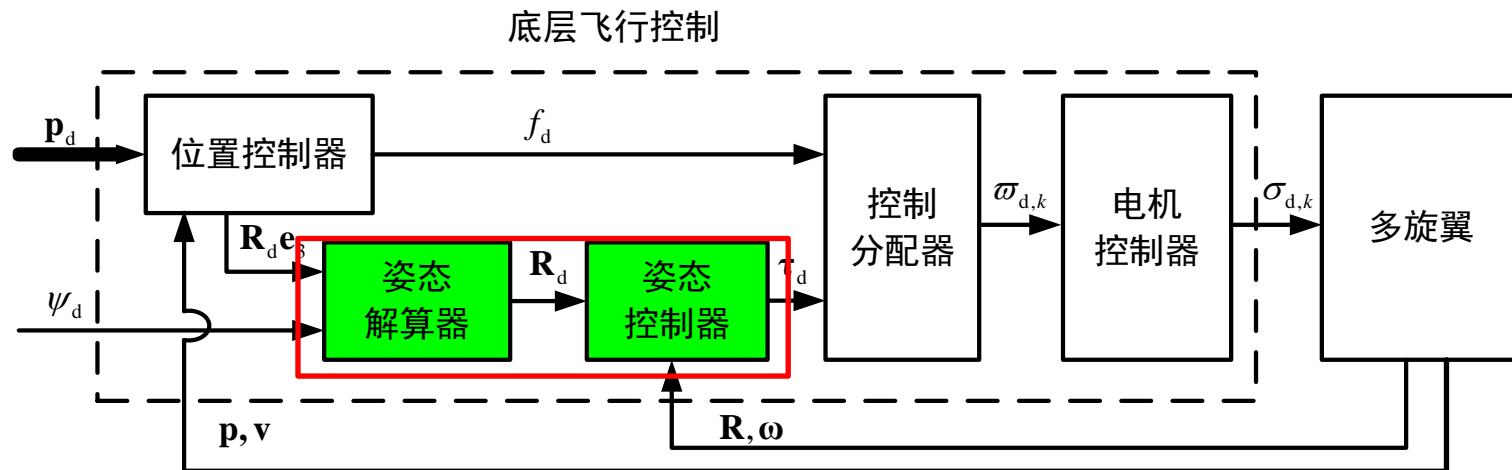 底层飞行控制
p_d
位置控制器
f_d
控制
分配器
ϖ_{d,k}
电机
控制器
σ_{d,k}
多旋翼
R_d e_3
姿态
解算器
R_d
姿态
控制器
τ_d
ψ_d
p, v
R, ω